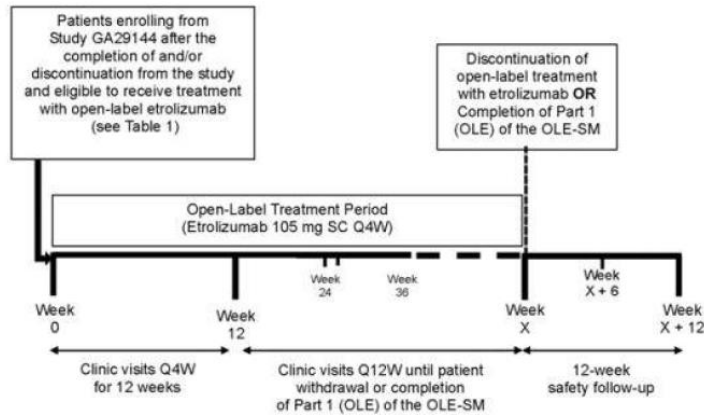 Patients enrolling from
Study GA29144 after the
completion of and/or
discontinuation from the study
and eligible to receive treatment
with open-label etrolizumab
(see Table 1)
Discontinuation of
open-label treatment
with etrolizumab OR
Completion of Part 1
(OLE) of the OLE-SM
Open-Label Treatment Period
(Etrolizumab 105 mg SC Q4W)
Week
0
Week
12
Week
24
Week
36
Week
X
Week
X + 6
Week
X + 12
Clinic visits Q4W
for 12 weeks
Clinic visits Q12W until patient
withdrawal or completion
of Part 1 (OLE) of the OLE-SM
12-week
safety follow-up